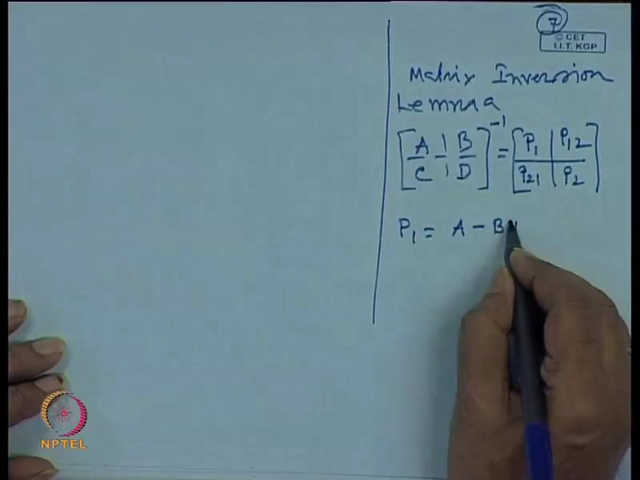 7
© CET
I.I.T. KGP
Matrix Inversion
Lemma
[A | B / C | D]⁻¹ = [P₁ | P₁₂ / P₂₁ | P₂]
P₁ = A - B
NPTEL